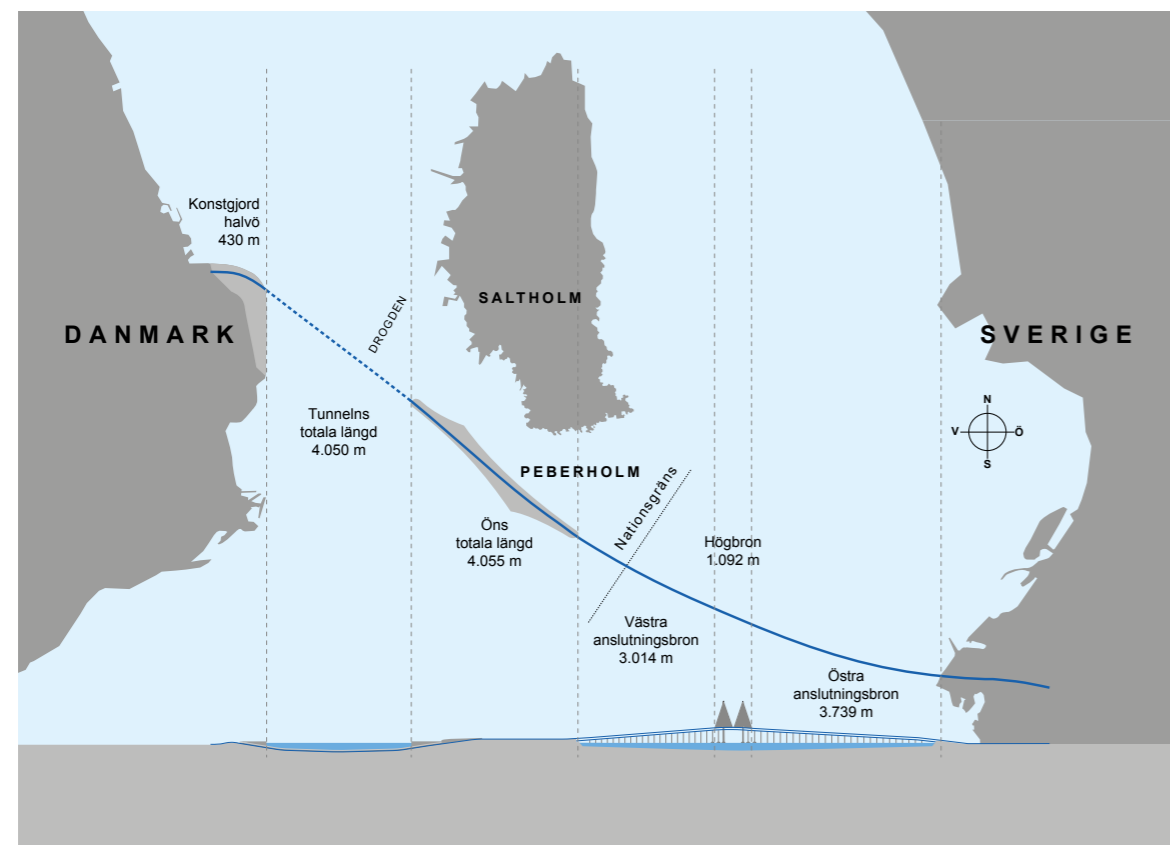 Konstgjord
halvö
430 m
DANMARK
DROGDEN
SALTHOLM
SVERIGE
N
V
Ö
S
Tunnelns
totala längd
4.050 m
PEBERHOLM
Nationsgräns
Öns
totala längd
4.055 m
Högbron
1.092 m
Västra
anslutningsbron
3.014 m
Östra
anslutningsbron
3.739 m